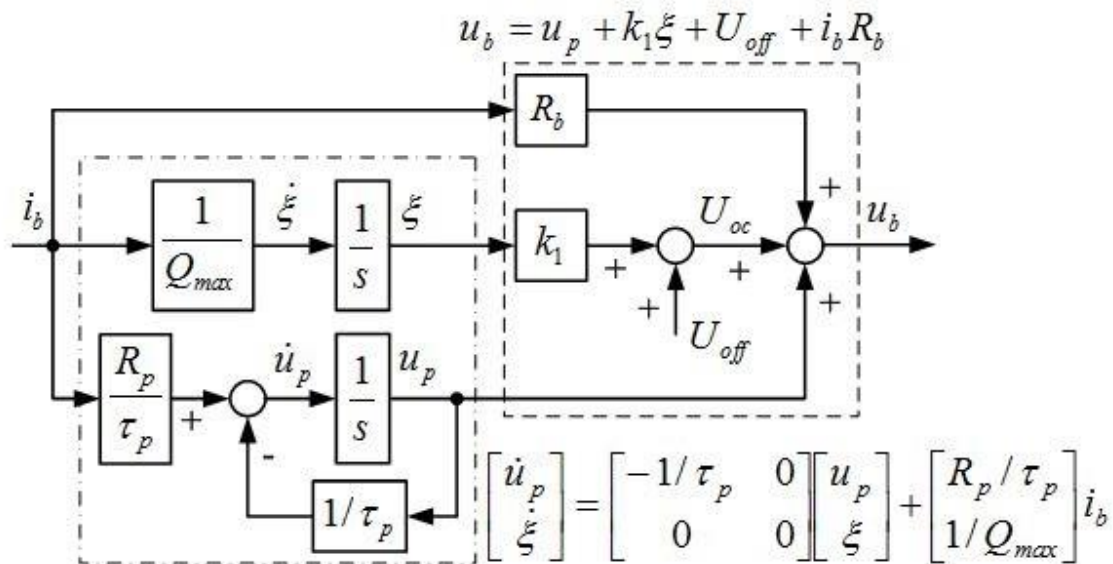 u_b = u_p + k_1ξ + U_off + i_b R_b
R_b
i_b
1/Q_max
ξ̇
1/s
ξ
k_1
U_oc
u_b
+
+
+
+
+
U_off
R_p/τ_p
+
-
u̇_p
1/s
u_p
1/τ_p
[u̇_p; ξ̇] = [-1/τ_p 0; 0 0][u_p; ξ] + [R_p/τ_p; 1/Q_max] i_b